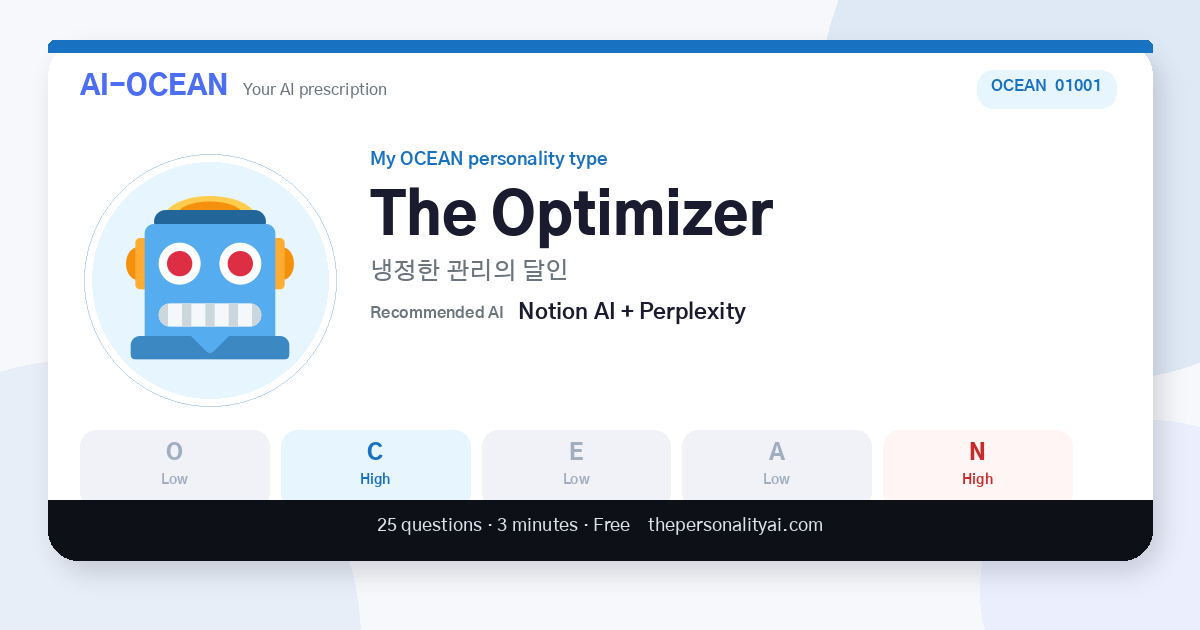 AI-OCEAN Your AI prescription
OCEAN 01001
My OCEAN personality type
The Optimizer
냉정한 관리의 달인
Recommended AI Notion AI + Perplexity
O
Low
C
High
E
Low
A
Low
N
High
25 questions · 3 minutes · Free thepersonalityai.com